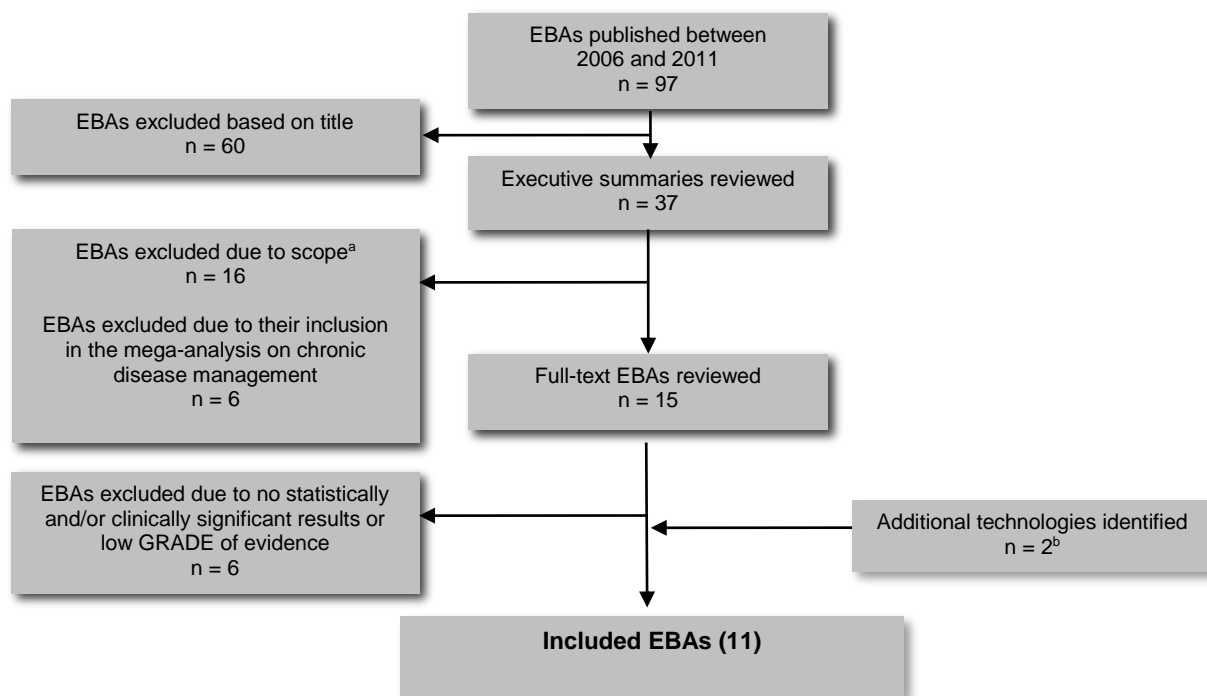 EBAs published between
2006 and 2011
n = 97
EBAs excluded based on title
n = 60
Executive summaries reviewed
n = 37
EBAs excluded due to scopeᵃ
n = 16
EBAs excluded due to their inclusion
in the mega-analysis on chronic
disease management
n = 6
Full-text EBAs reviewed
n = 15
EBAs excluded due to no statistically
and/or clinically significant results or
low GRADE of evidence
n = 6
Additional technologies identified
n = 2ᵇ
Included EBAs (11)